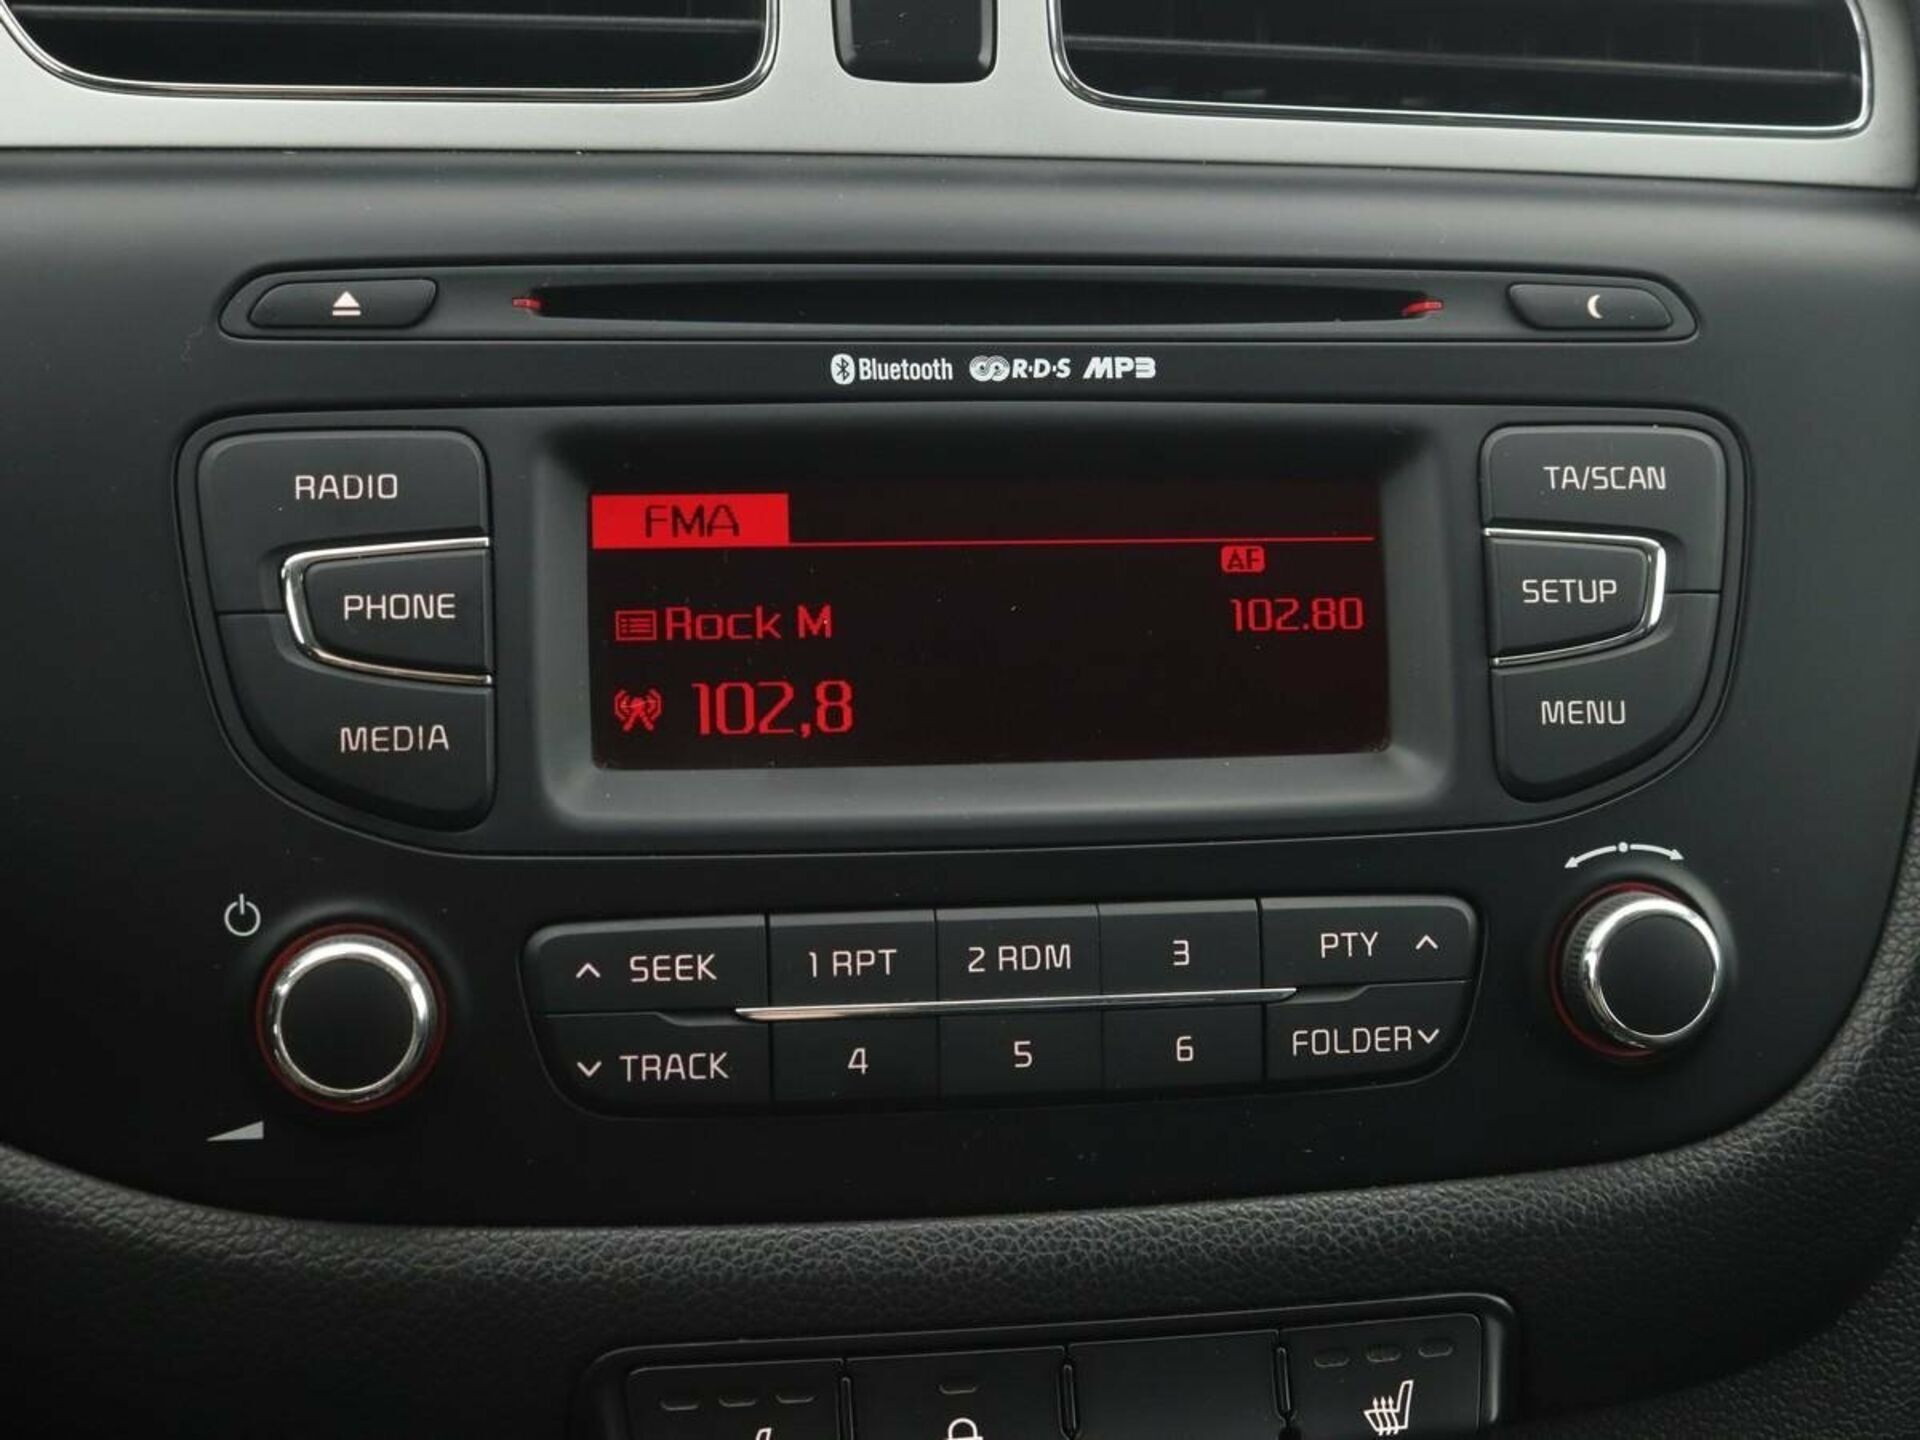 Bluetooth R·D·S MP3
RADIO
PHONE
MEDIA
FMA
AF
Rock M 102.80
102,8
TA/SCAN
SETUP
MENU
SEEK 1 RPT 2 RDM 3 PTY
TRACK 4 5 6 FOLDER